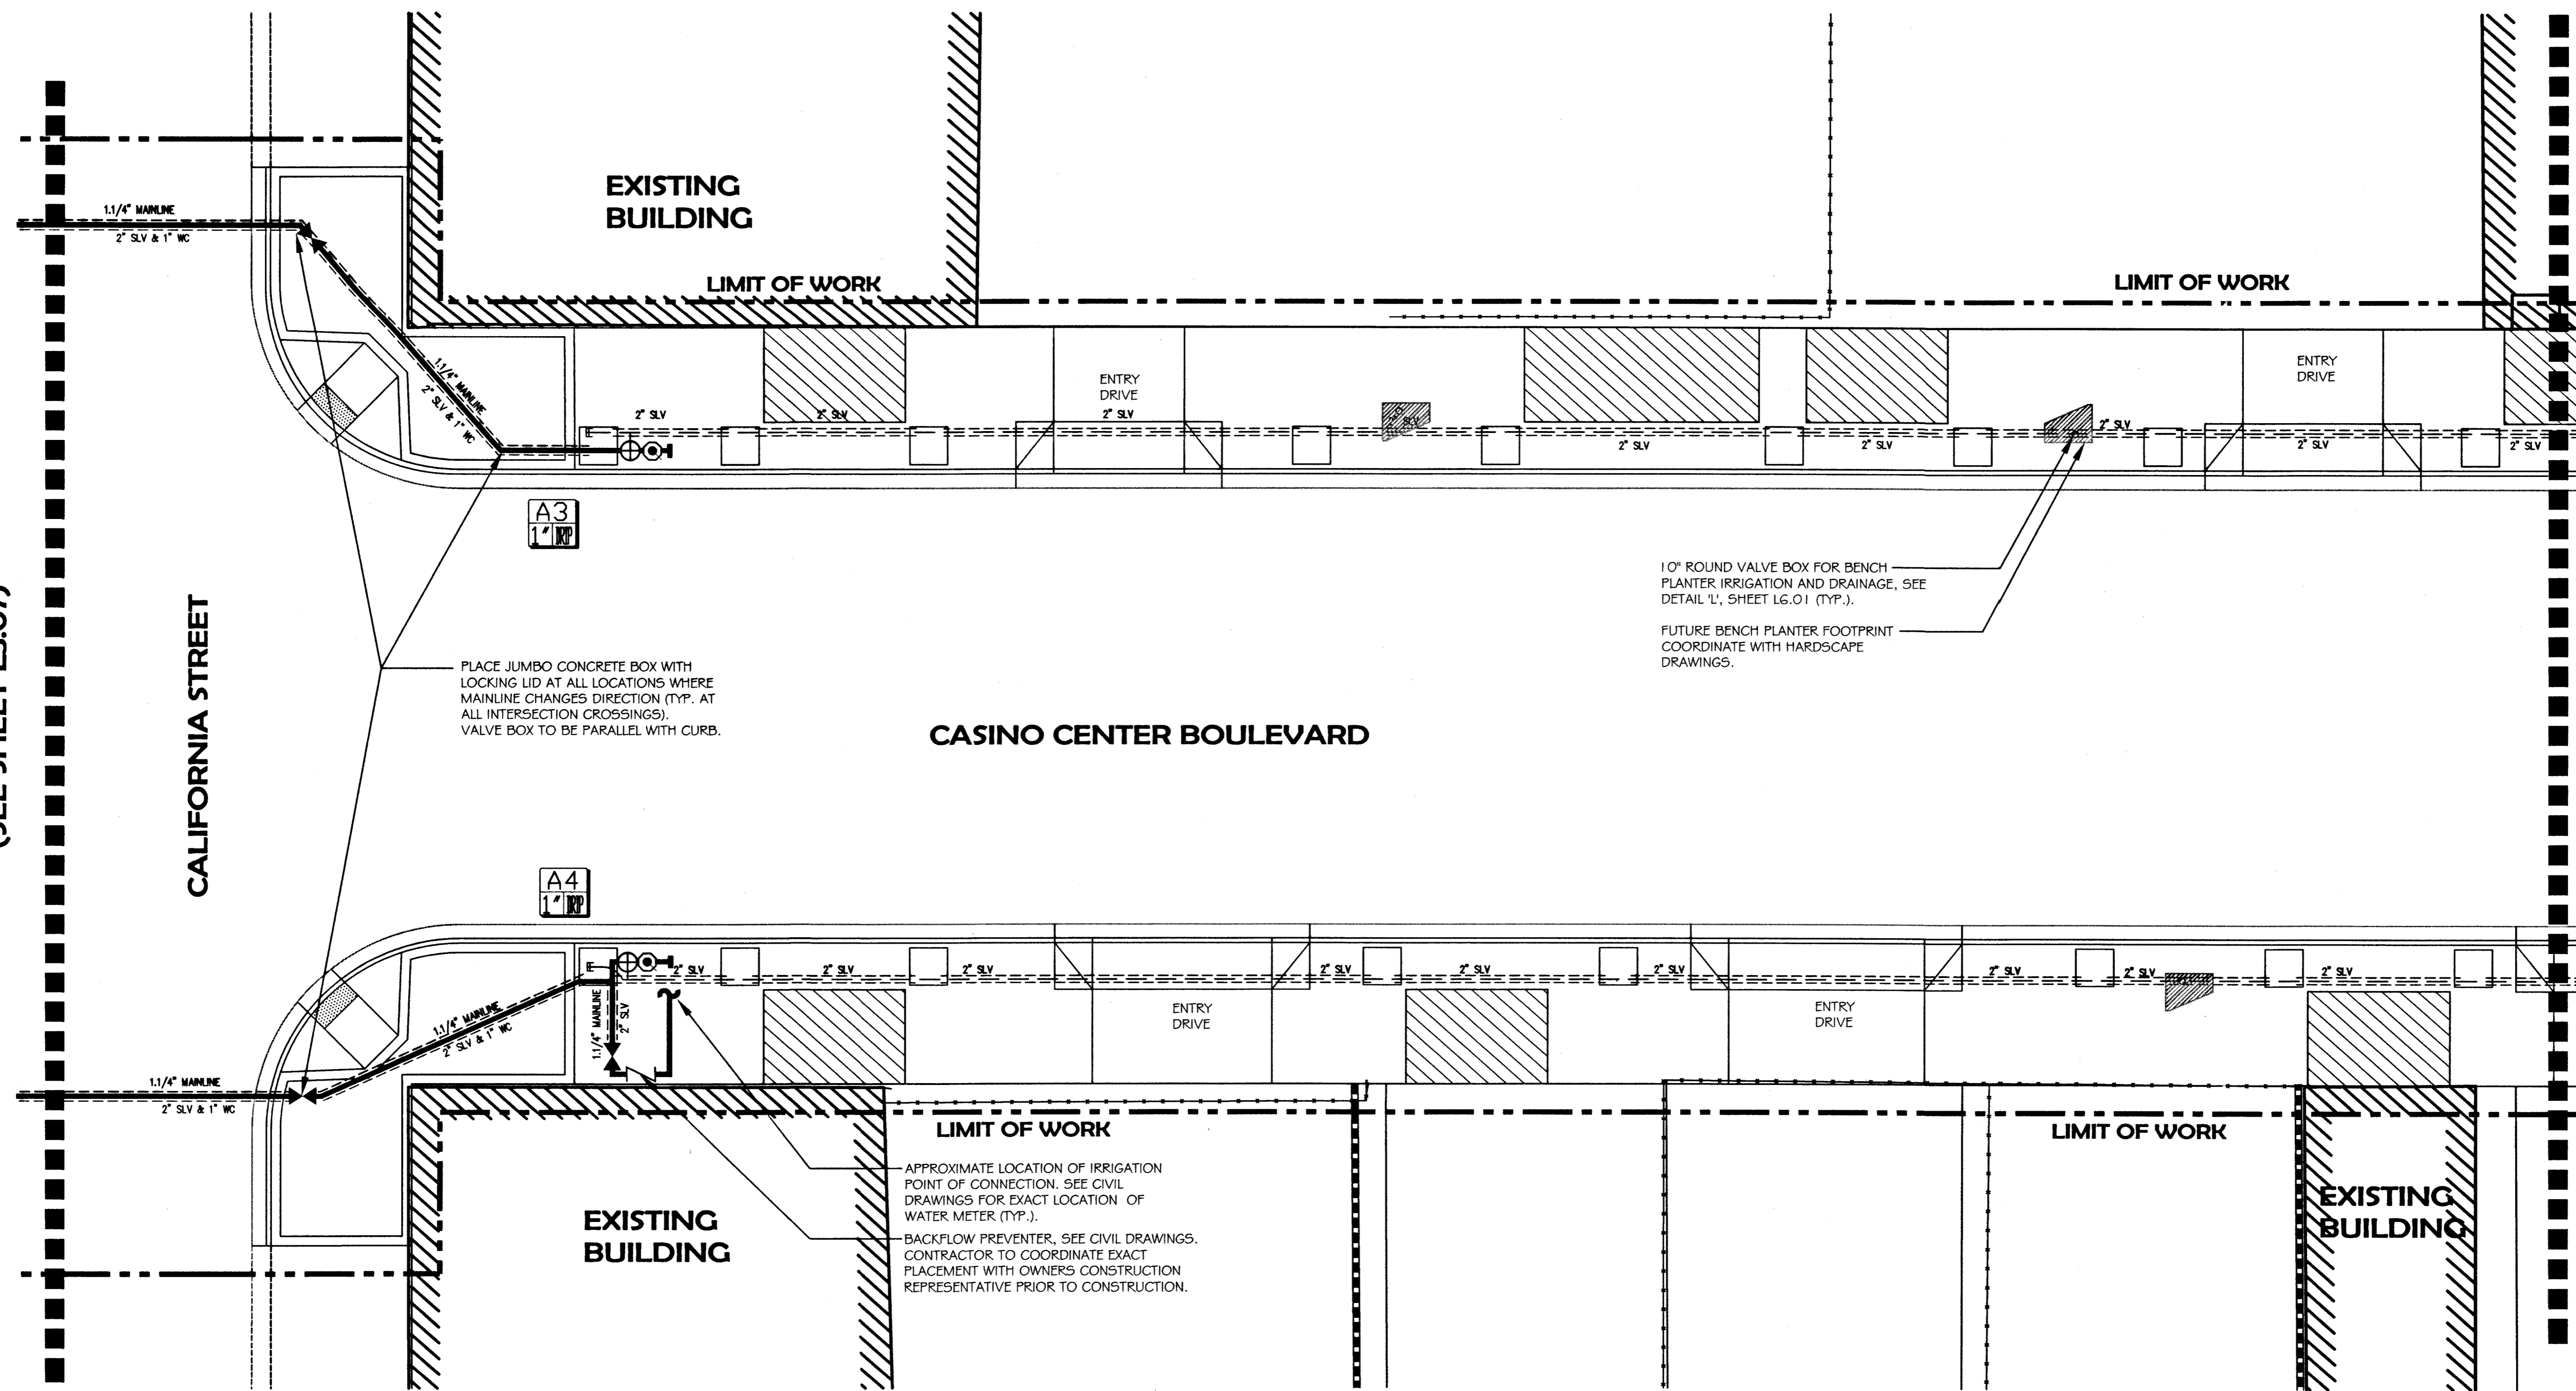 EXISTING
BUILDING
1.1/4" MAINLINE
2" SLV & 1" WC
LIMIT OF WORK
LIMIT OF WORK
ENTRY
DRIVE
ENTRY
DRIVE
1.1/4" MAINLINE
2" SLV & 1" WC
2" SLV
2" SLV
2" SLV
2" SLV
2" SLV
2" SLV
2" SLV
2" SLV
A3
1"
CALIFORNIA STREET
10" ROUND VALVE BOX FOR BENCH
PLANTER IRRIGATION AND DRAINAGE, SEE
DETAIL 'L', SHEET L6.01 (TYP.).
FUTURE BENCH PLANTER FOOTPRINT
COORDINATE WITH HARDSCAPE
DRAWINGS.
PLACE JUMBO CONCRETE BOX WITH
LOCKING LID AT ALL LOCATIONS WHERE
MAINLINE CHANGES DIRECTION (TYP. AT
ALL INTERSECTION CROSSINGS).
VALVE BOX TO BE PARALLEL WITH CURB.
CASINO CENTER BOULEVARD
A4
1"
2" SLV
2" SLV
2" SLV
2" SLV
2" SLV
2" SLV
2" SLV
2" SLV
2" SLV
1.1/4" MAINLINE
2" SLV
1.1/4" MAINLINE
2" SLV & 1" WC
ENTRY
DRIVE
ENTRY
DRIVE
1.1/4" MAINLINE
2" SLV & 1" WC
LIMIT OF WORK
LIMIT OF WORK
APPROXIMATE LOCATION OF IRRIGATION
POINT OF CONNECTION. SEE CIVIL
DRAWINGS FOR EXACT LOCATION OF
WATER METER (TYP.).
BACKFLOW PREVENTER, SEE CIVIL DRAWINGS.
CONTRACTOR TO COORDINATE EXACT
PLACEMENT WITH OWNERS CONSTRUCTION
REPRESENTATIVE PRIOR TO CONSTRUCTION.
EXISTING
BUILDING
EXISTING
BUILDING